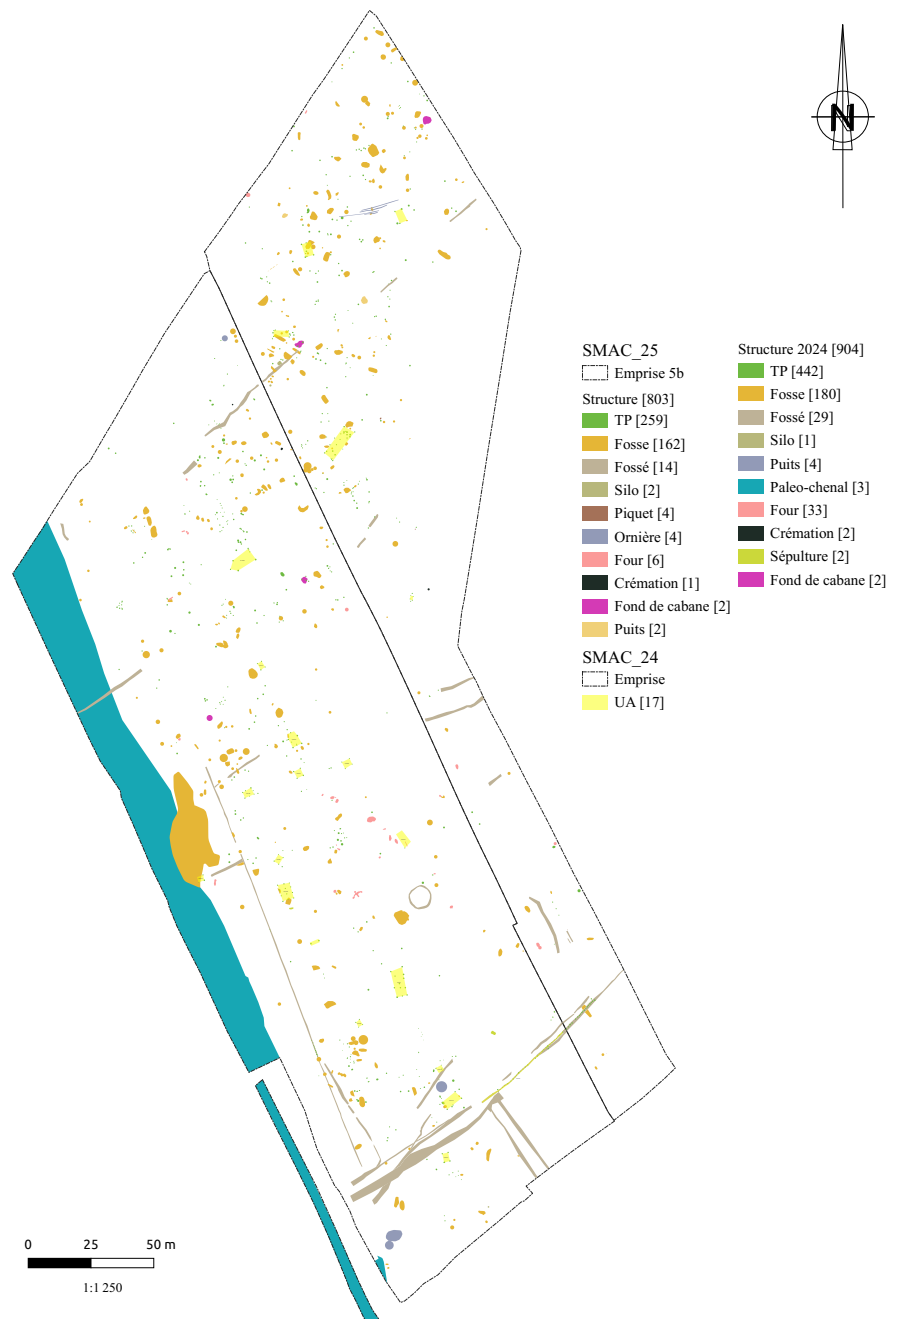 N
SMAC_25
Emprise 5b
Structure [803]
TP [259]
Fosse [162]
Fossé [14]
Silo [2]
Piquet [4]
Ornière [4]
Four [6]
Crémation [1]
Fond de cabane [2]
Puits [2]
SMAC_24
Emprise
UA [17]
Structure 2024 [904]
TP [442]
Fosse [180]
Fossé [29]
Silo [1]
Puits [4]
Paleo-chenal [3]
Four [33]
Crémation [2]
Sépulture [2]
Fond de cabane [2]
0 25 50 m
1:1 250